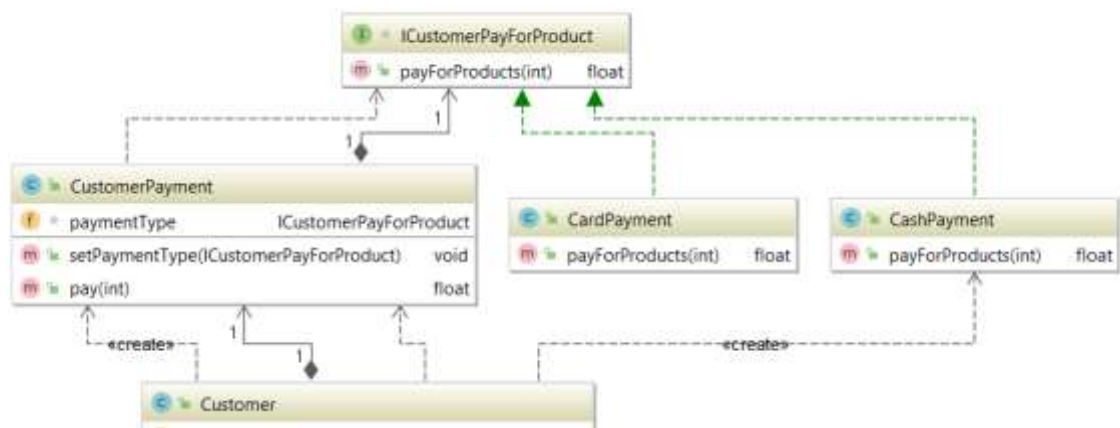 ICustomerPayForProduct
payForProducts(int) float
1
1
CustomerPayment
paymentType ICustomerPayForProduct
setPaymentType(ICustomerPayForProduct) void
pay(int) float
CardPayment
payForProducts(int) float
CashPayment
payForProducts(int) float
«create»
1
1
«create»
Customer